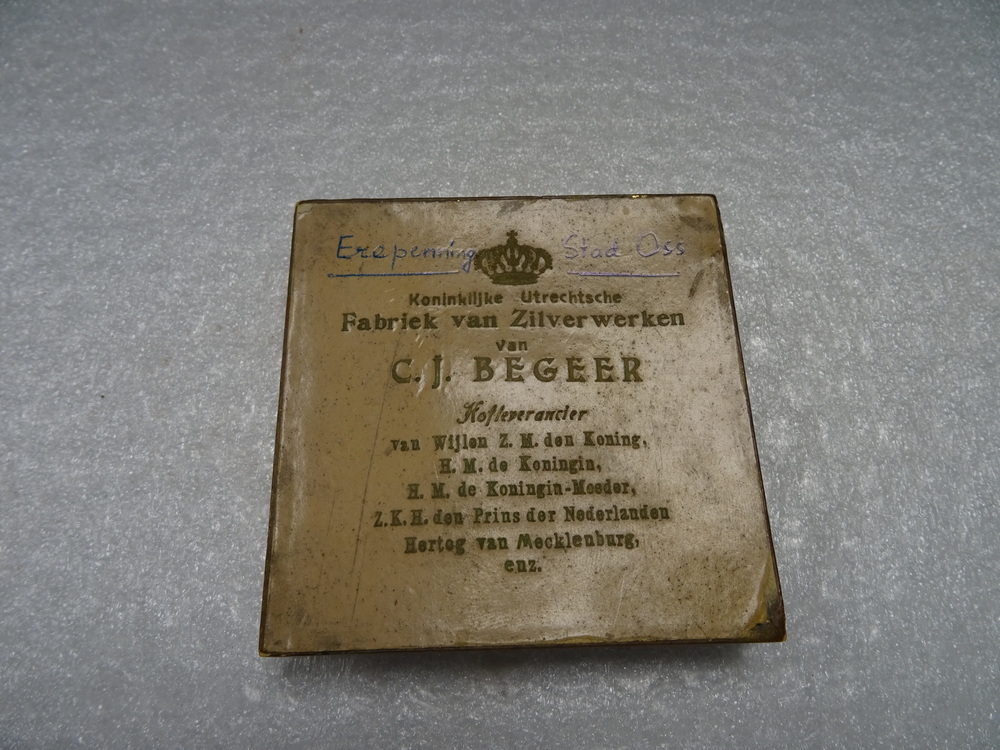 Erepenning Stad Oss
Koninklijke Utrechtsche
Fabriek van Zilverwerken
van
C. J. BEGEER
Hofleverancier
van Wijlen Z. M. den Koning,
H. M. de Koningin,
H. M. de Koningin-Moeder,
Z. K. H. den Prins der Nederlanden
Hertog van Mecklenburg,
enz.